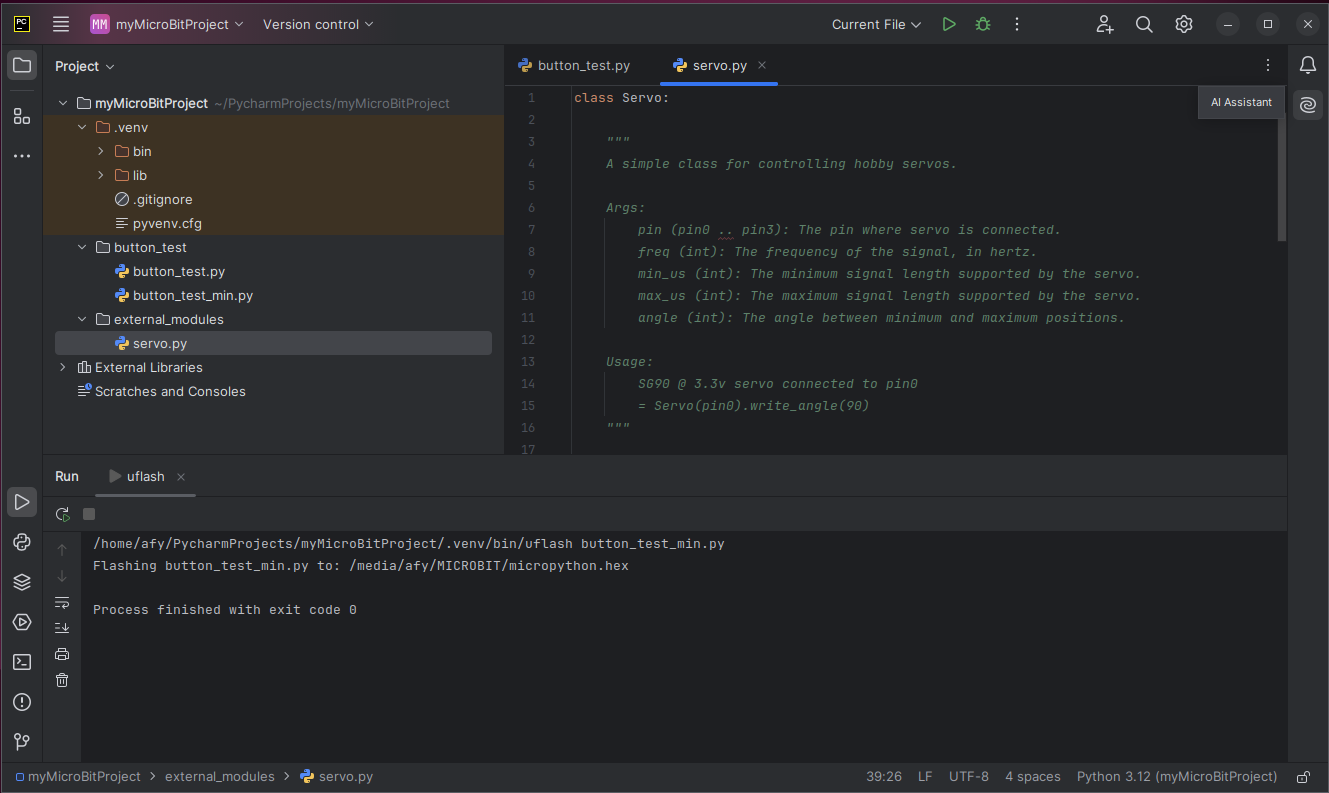 PC
MM myMicroBitProject Version control Current File
Project
button_test.py servo.py
myMicroBitProject ~/PycharmProjects/myMicroBitProject
.venv
bin
lib
.gitignore
pyvenv.cfg
button_test
button_test.py
button_test_min.py
external_modules
servo.py
External Libraries
Scratches and Consoles
AI Assistant
1 class Servo:
2
3 """
4 A simple class for controlling hobby servos.
5
6 Args:
7 pin (pin0 .. pin3): The pin where servo is connected.
8 freq (int): The frequency of the signal, in hertz.
9 min_us (int): The minimum signal length supported by the servo.
10 max_us (int): The maximum signal length supported by the servo.
11 angle (int): The angle between minimum and maximum positions.
12
13 Usage:
14 SG90 @ 3.3v servo connected to pin0
15 = Servo(pin0).write_angle(90)
16 """
17
Run uflash
/home/afy/PycharmProjects/myMicroBitProject/.venv/bin/uflash button_test_min.py
Flashing button_test_min.py to: /media/afy/MICROBIT/micropython.hex
Process finished with exit code 0
myMicroBitProject > external_modules > servo.py 39:26 LF UTF-8 4 spaces Python 3.12 (myMicroBitProject)